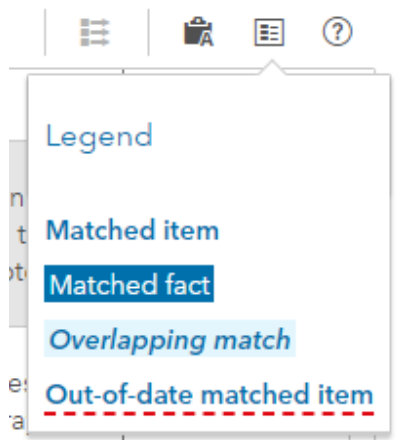 Legend
Matched item
Matched fact
Overlapping match
Out-of-date matched item